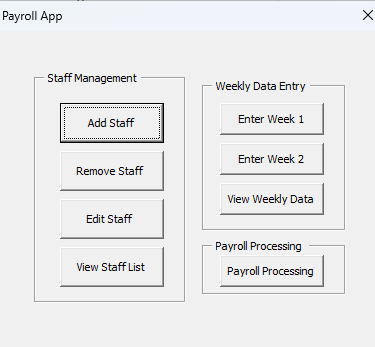 Payroll App
Staff Management
Add Staff
Remove Staff
Edit Staff
View Staff List
Weekly Data Entry
Enter Week 1
Enter Week 2
View Weekly Data
Payroll Processing
Payroll Processing